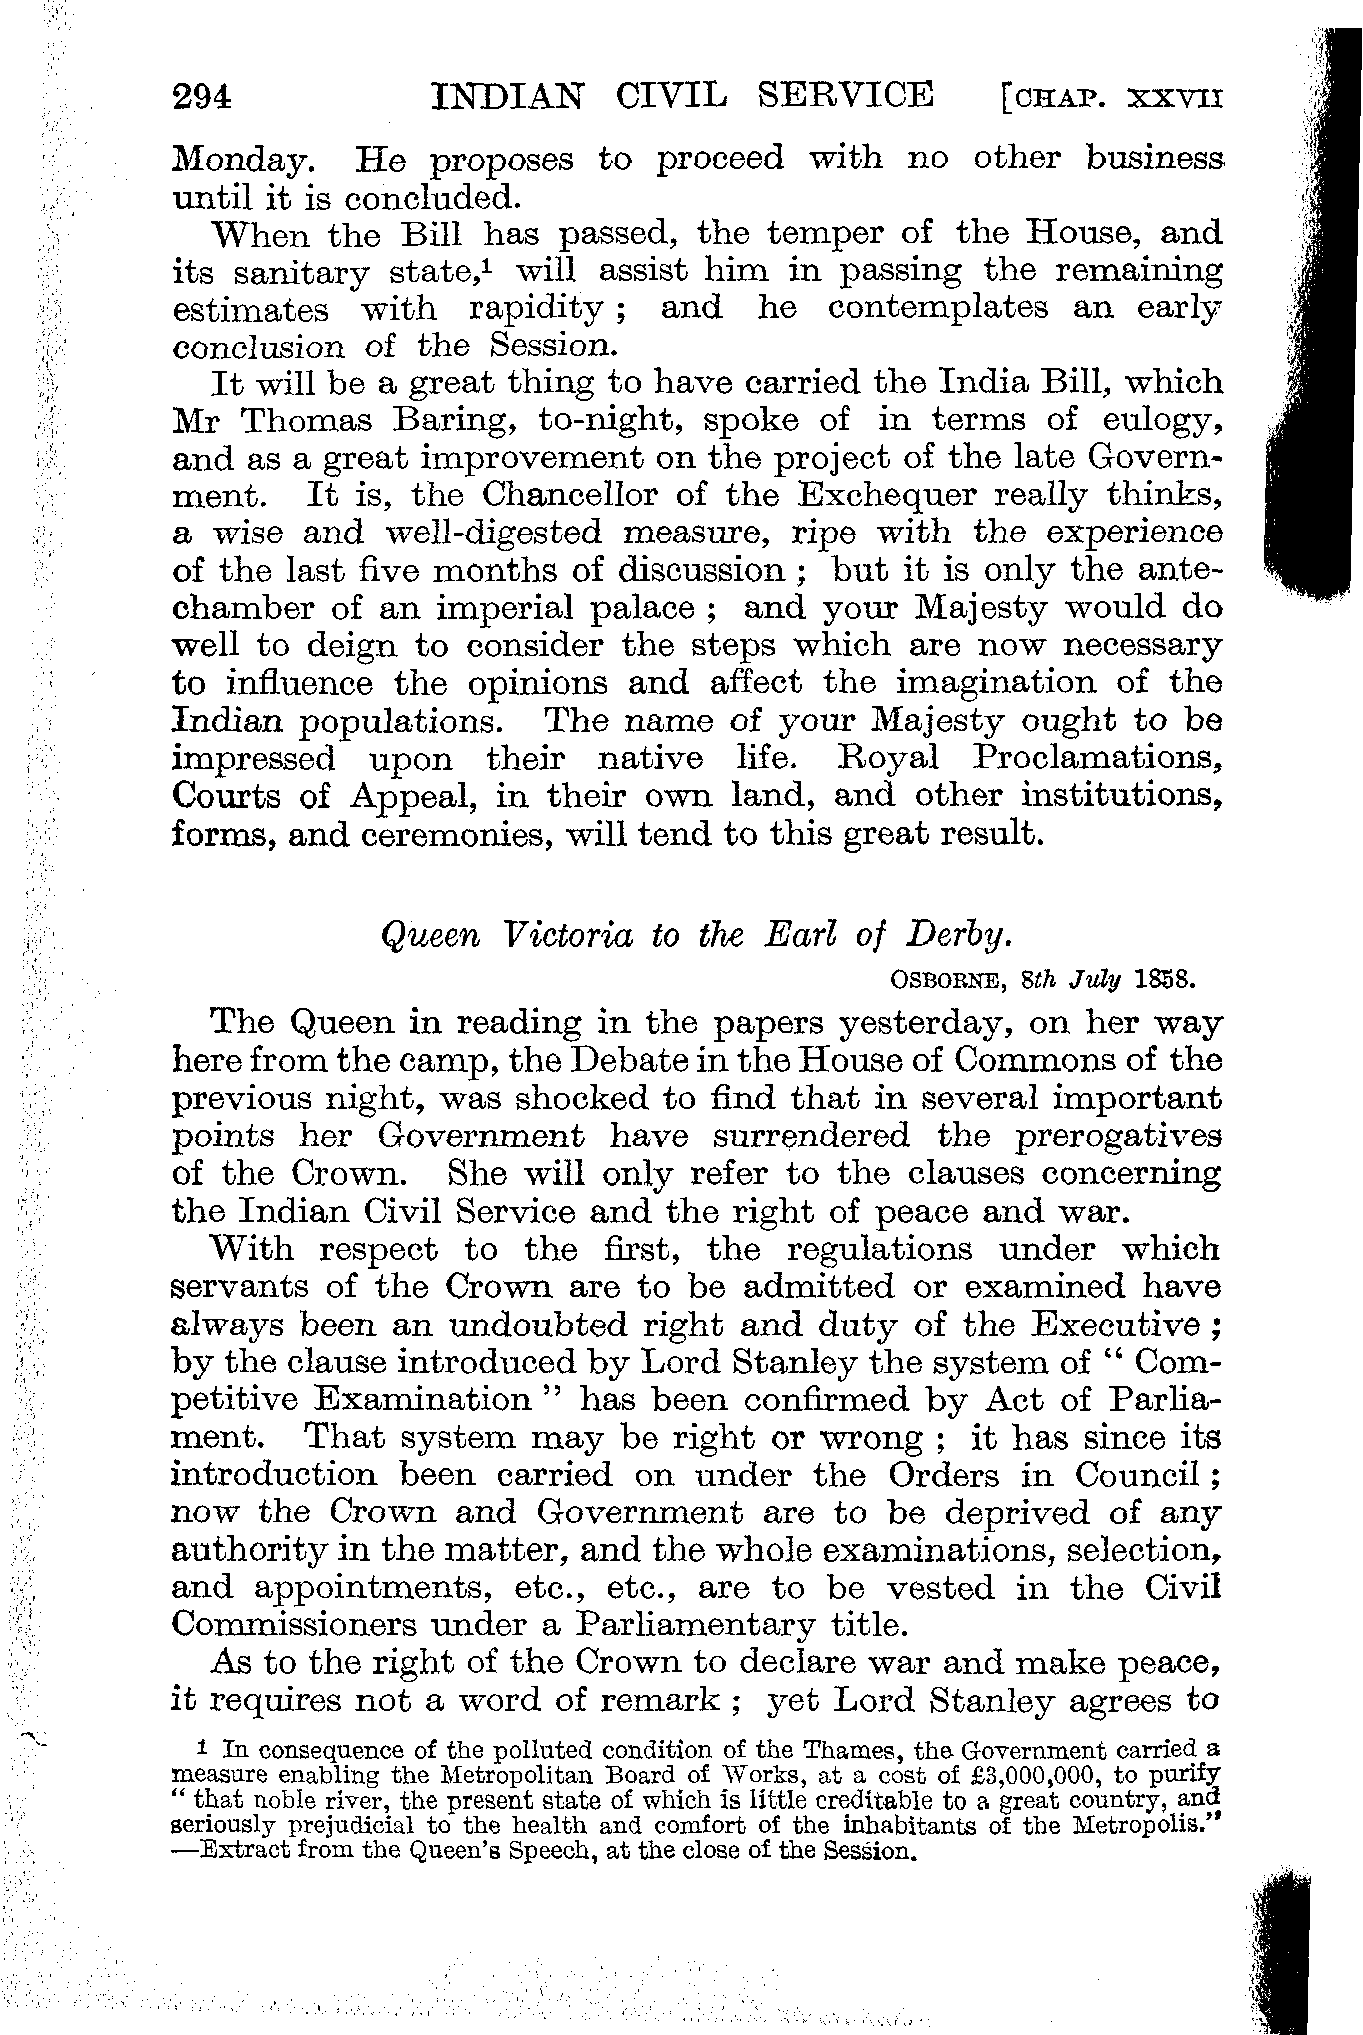 294 INDIAN CIVIL SERVICE [CHAP. XXVII
Monday. He proposes to proceed with no other business
until it is concluded.
When the Bill has passed, the temper of the House, and
its sanitary state,¹ will assist him in passing the remaining
estimates with rapidity ; and he contemplates an early
conclusion of the Session.
It will be a great thing to have carried the India Bill, which
Mr Thomas Baring, to-night, spoke of in terms of eulogy,
and as a great improvement on the project of the late Govern-
ment. It is, the Chancellor of the Exchequer really thinks,
a wise and well-digested measure, ripe with the experience
of the last five months of discussion ; but it is only the ante-
chamber of an imperial palace ; and your Majesty would do
well to deign to consider the steps which are now necessary
to influence the opinions and affect the imagination of the
Indian populations. The name of your Majesty ought to be
impressed upon their native life. Royal Proclamations,
Courts of Appeal, in their own land, and other institutions,
forms, and ceremonies, will tend to this great result.
Queen Victoria to the Earl of Derby.
OSBORNE, 8th July 1858.
The Queen in reading in the papers yesterday, on her way
here from the camp, the Debate in the House of Commons of the
previous night, was shocked to find that in several important
points her Government have surrendered the prerogatives
of the Crown. She will only refer to the clauses concerning
the Indian Civil Service and the right of peace and war.
With respect to the first, the regulations under which
servants of the Crown are to be admitted or examined have
always been an undoubted right and duty of the Executive ;
by the clause introduced by Lord Stanley the system of " Com-
petitive Examination " has been confirmed by Act of Parlia-
ment. That system may be right or wrong ; it has since its
introduction been carried on under the Orders in Council ;
now the Crown and Government are to be deprived of any
authority in the matter, and the whole examinations, selection,
and appointments, etc., etc., are to be vested in the Civil
Commissioners under a Parliamentary title.
As to the right of the Crown to declare war and make peace,
it requires not a word of remark ; yet Lord Stanley agrees to
1 In consequence of the polluted condition of the Thames, the Government carried a
measure enabling the Metropolitan Board of Works, at a cost of £3,000,000, to purify
" that noble river, the present state of which is little creditable to a great country, and
seriously prejudicial to the health and comfort of the inhabitants of the Metropolis."
—Extract from the Queen's Speech, at the close of the Session.